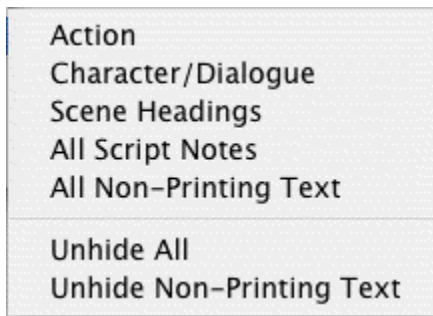 Action
Character/Dialogue
Scene Headings
All Script Notes
All Non-Printing Text
Unhide All
Unhide Non-Printing Text